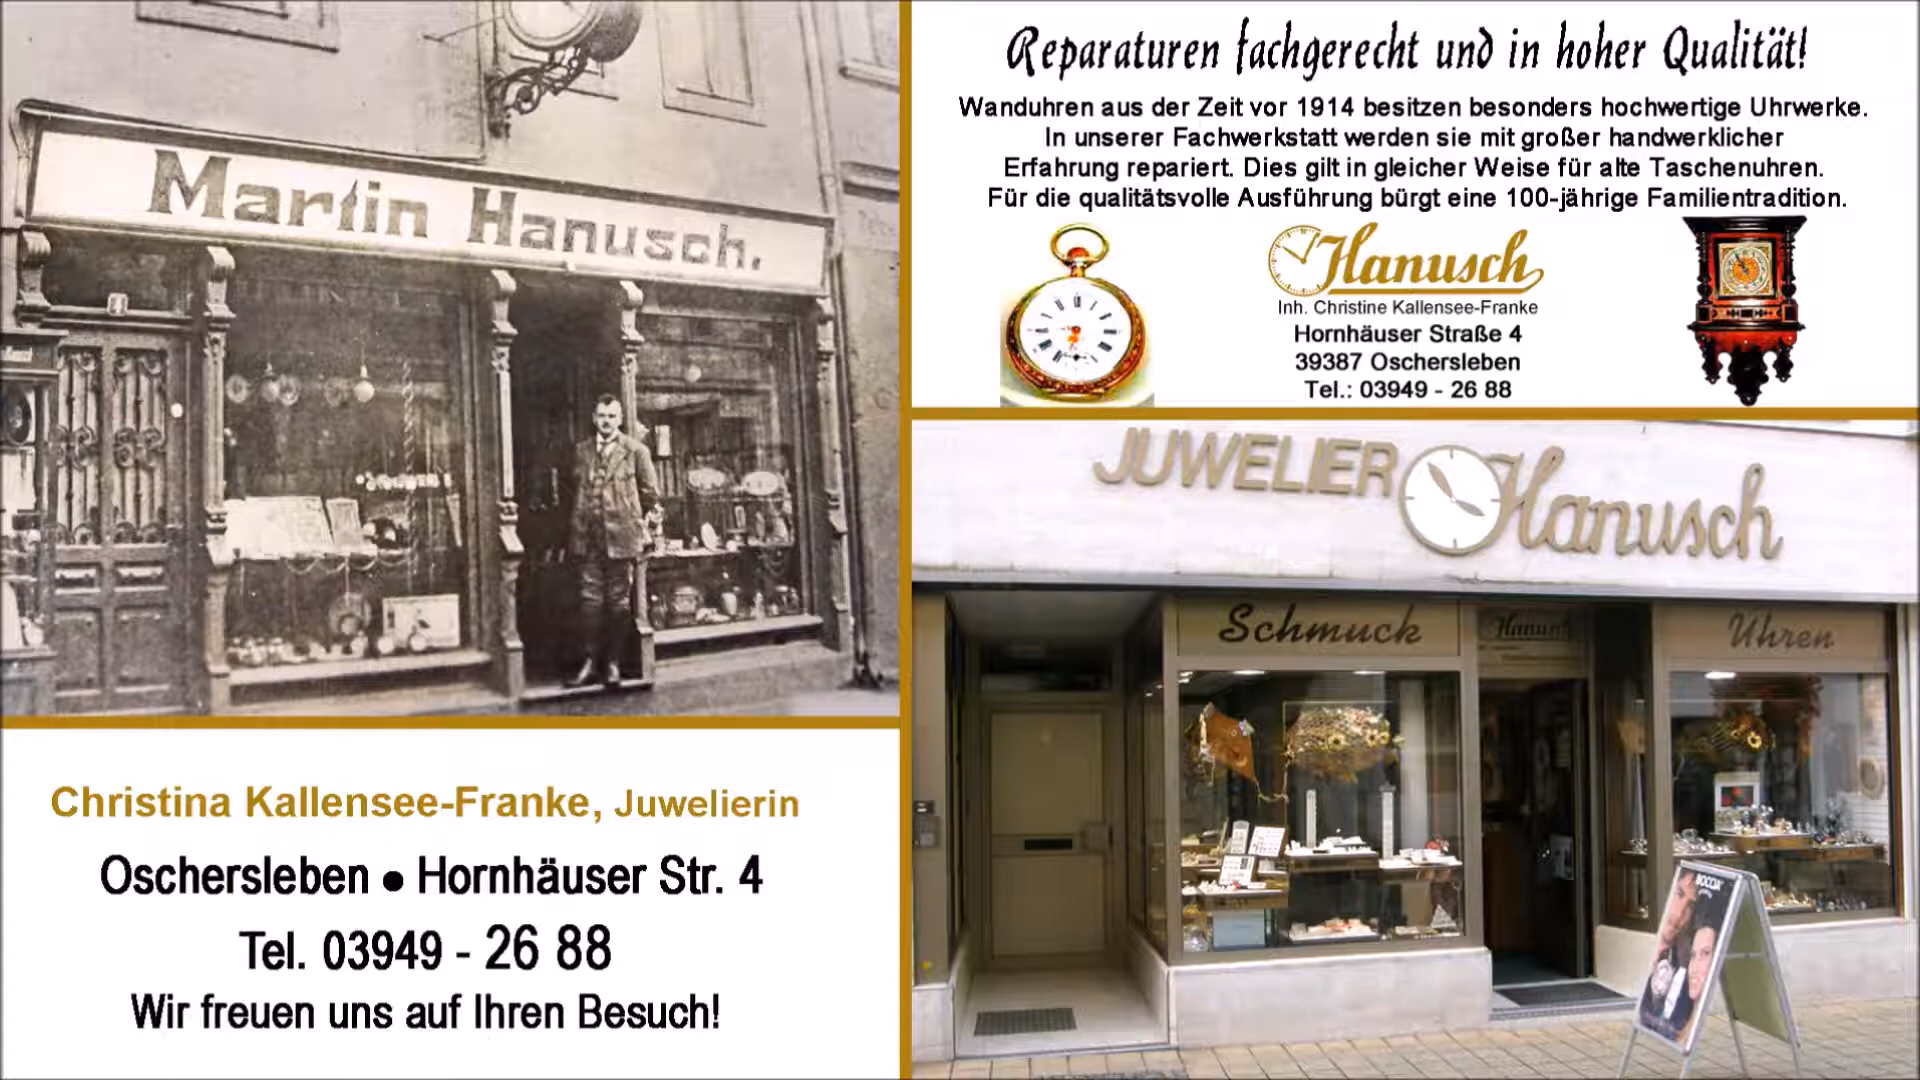 Martin Hanusch.
Christina Kallensee-Franke, Juwelierin
Oschersleben ● Hornhäuser Str. 4
Tel. 03949 - 26 88
Wir freuen uns auf Ihren Besuch!
Reparaturen fachgerecht und in hoher Qualität!
Wanduhren aus der Zeit vor 1914 besitzen besonders hochwertige Uhrwerke.
In unserer Fachwerkstatt werden sie mit großer handwerklicher
Erfahrung repariert. Dies gilt in gleicher Weise für alte Taschenuhren.
Für die qualitätsvolle Ausführung bürgt eine 100-jährige Familientradition.
Hanusch
Inh. Christine Kallensee-Franke
Hornhäuser Straße 4
39387 Oschersleben
Tel.: 03949 - 26 88
JUWELIER Hanusch
Schmuck
Hanusch
Uhren
BOCCIA